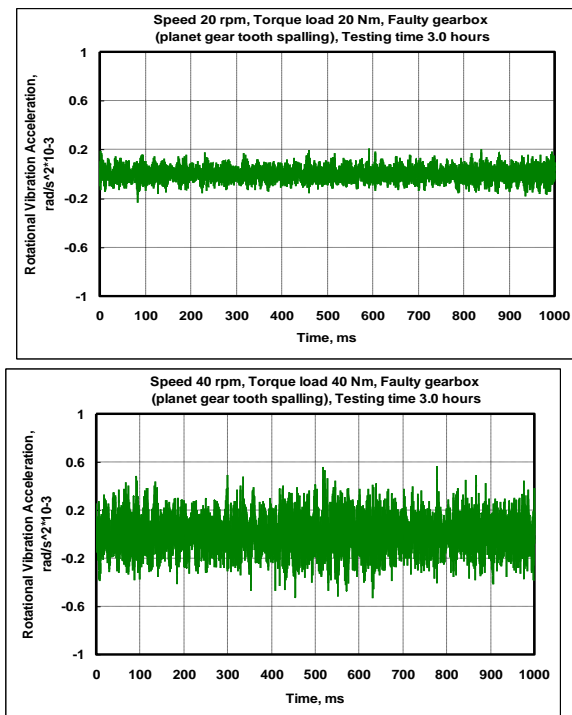 Speed 20 rpm, Torque load 20 Nm, Faulty gearbox
(planet gear tooth spalling), Testing time 3.0 hours
Rotational Vibration Acceleration,
rad/s^2*10-3
1
0.6
0.2
-0.2
-0.6
-1
0 100 200 300 400 500 600 700 800 900 1000
Time, ms
Speed 40 rpm, Torque load 40 Nm, Faulty gearbox
(planet gear tooth spalling), Testing time 3.0 hours
Rotational Vibration Acceleration,
rad/s^2*10-3
1
0.6
0.2
-0.2
-0.6
-1
0 100 200 300 400 500 600 700 800 900 1000
Time, ms